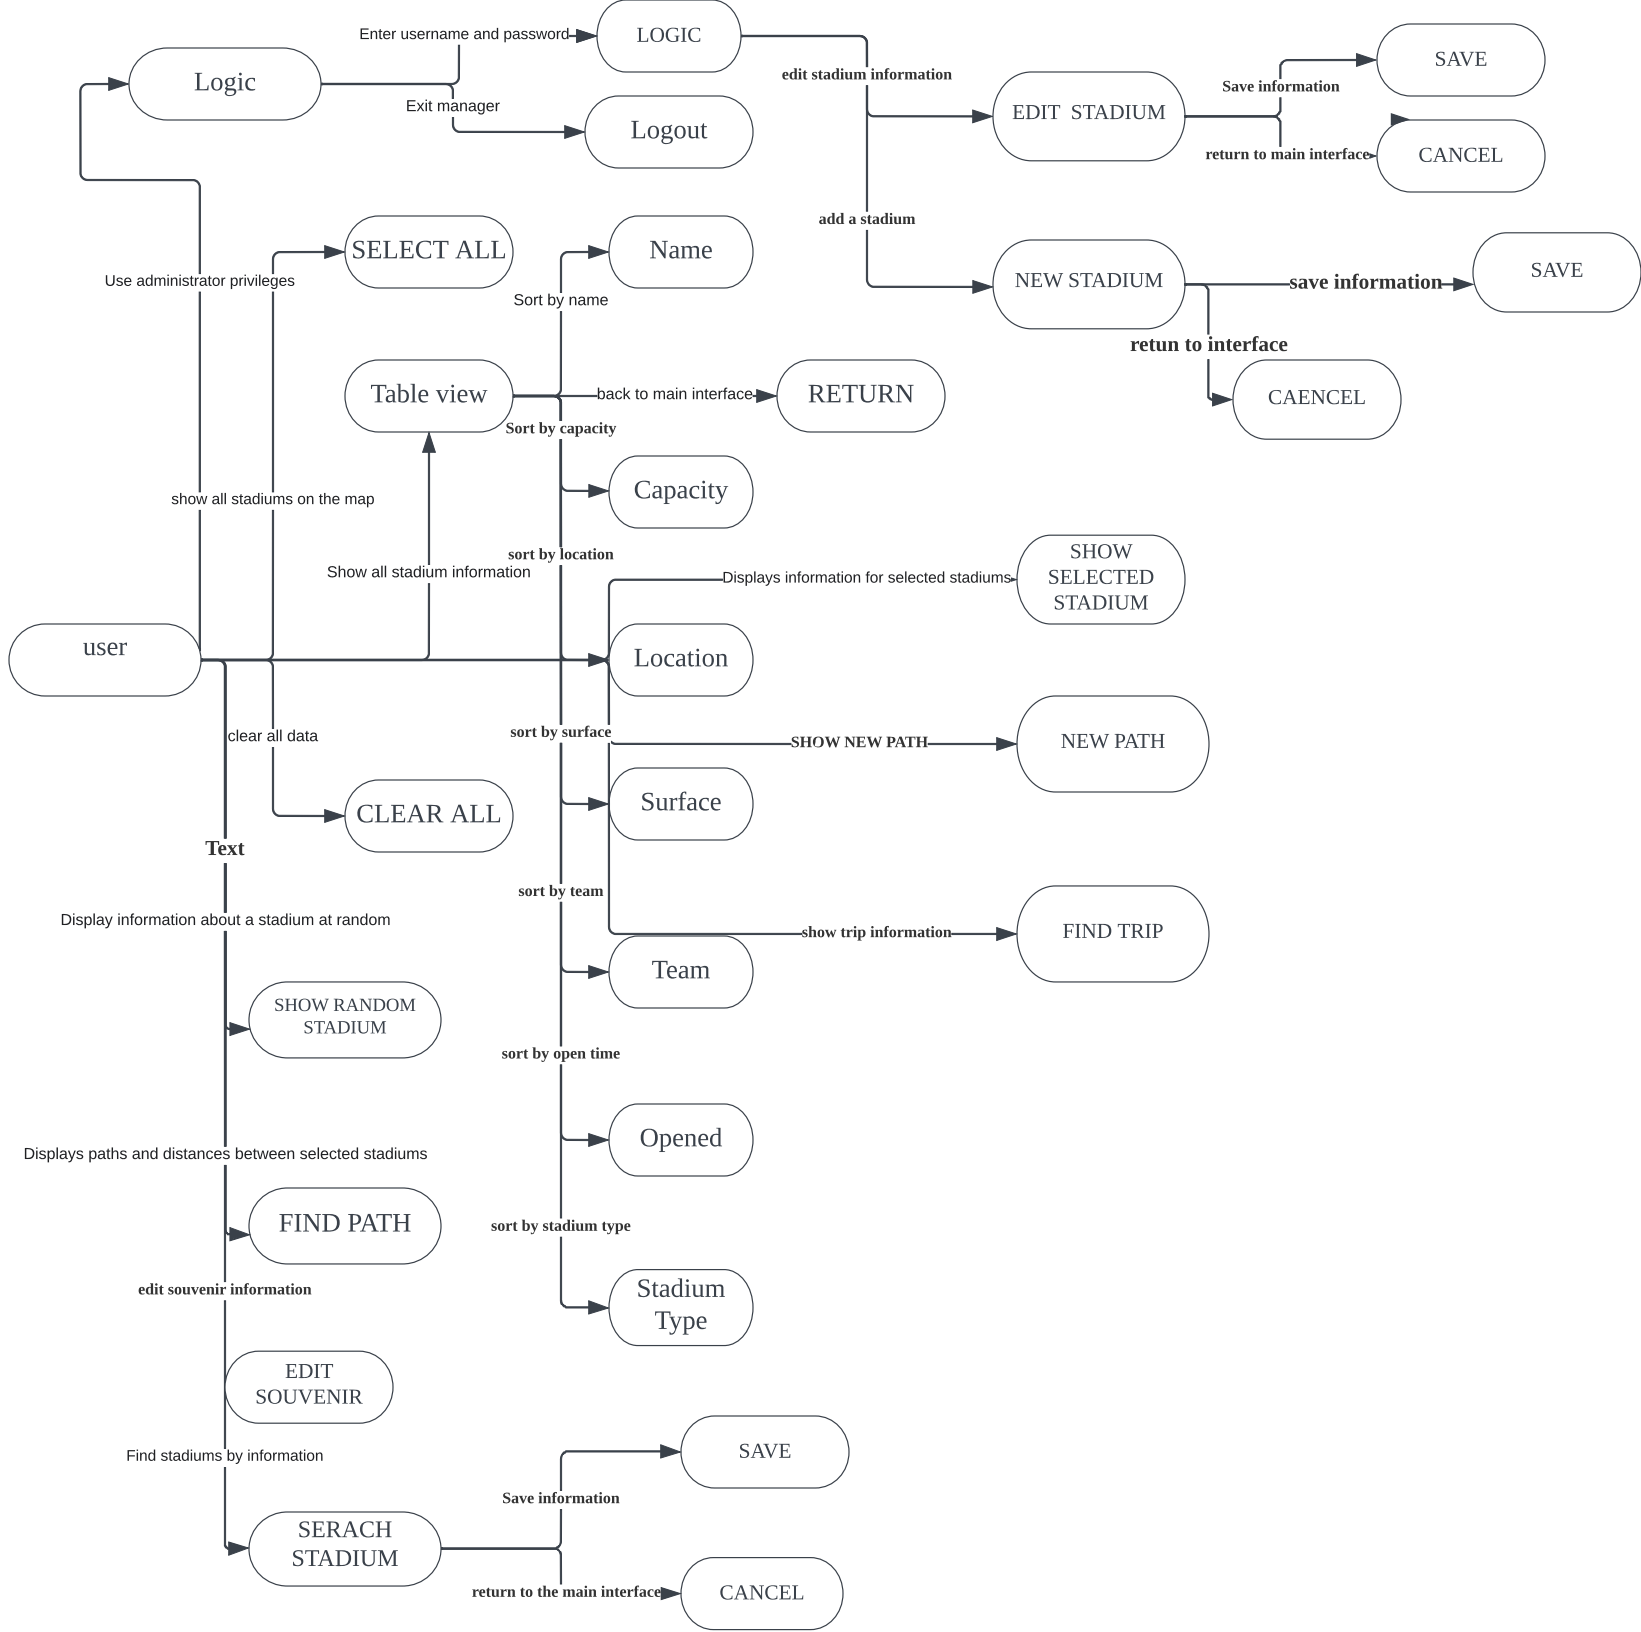 Enter username and password
LOGIC
Logic
Exit manager
Logout
edit stadium information
EDIT  STADIUM
Save information
SAVE
return to main interface
CANCEL
add a stadium
NEW STADIUM
save information
SAVE
retun to interface
CAENCEL
Use administrator privileges
SELECT ALL
Name
Sort by name
Table view
back to main interface
RETURN
Sort by capacity
Capacity
show all stadiums on the map
sort by location
Show all stadium information
Displays information for selected stadiums
SHOW
SELECTED
STADIUM
user
Location
clear all data
sort by surface
SHOW NEW PATH
NEW PATH
CLEAR ALL
Surface
Text
sort by team
Display information about a stadium at random
show trip information
FIND TRIP
Team
SHOW RANDOM
STADIUM
sort by open time
Opened
Displays paths and distances between selected stadiums
FIND PATH
sort by stadium type
edit souvenir information
Stadium
Type
EDIT
SOUVENIR
Find stadiums by information
SAVE
Save information
SERACH
STADIUM
return to the main interface
CANCEL